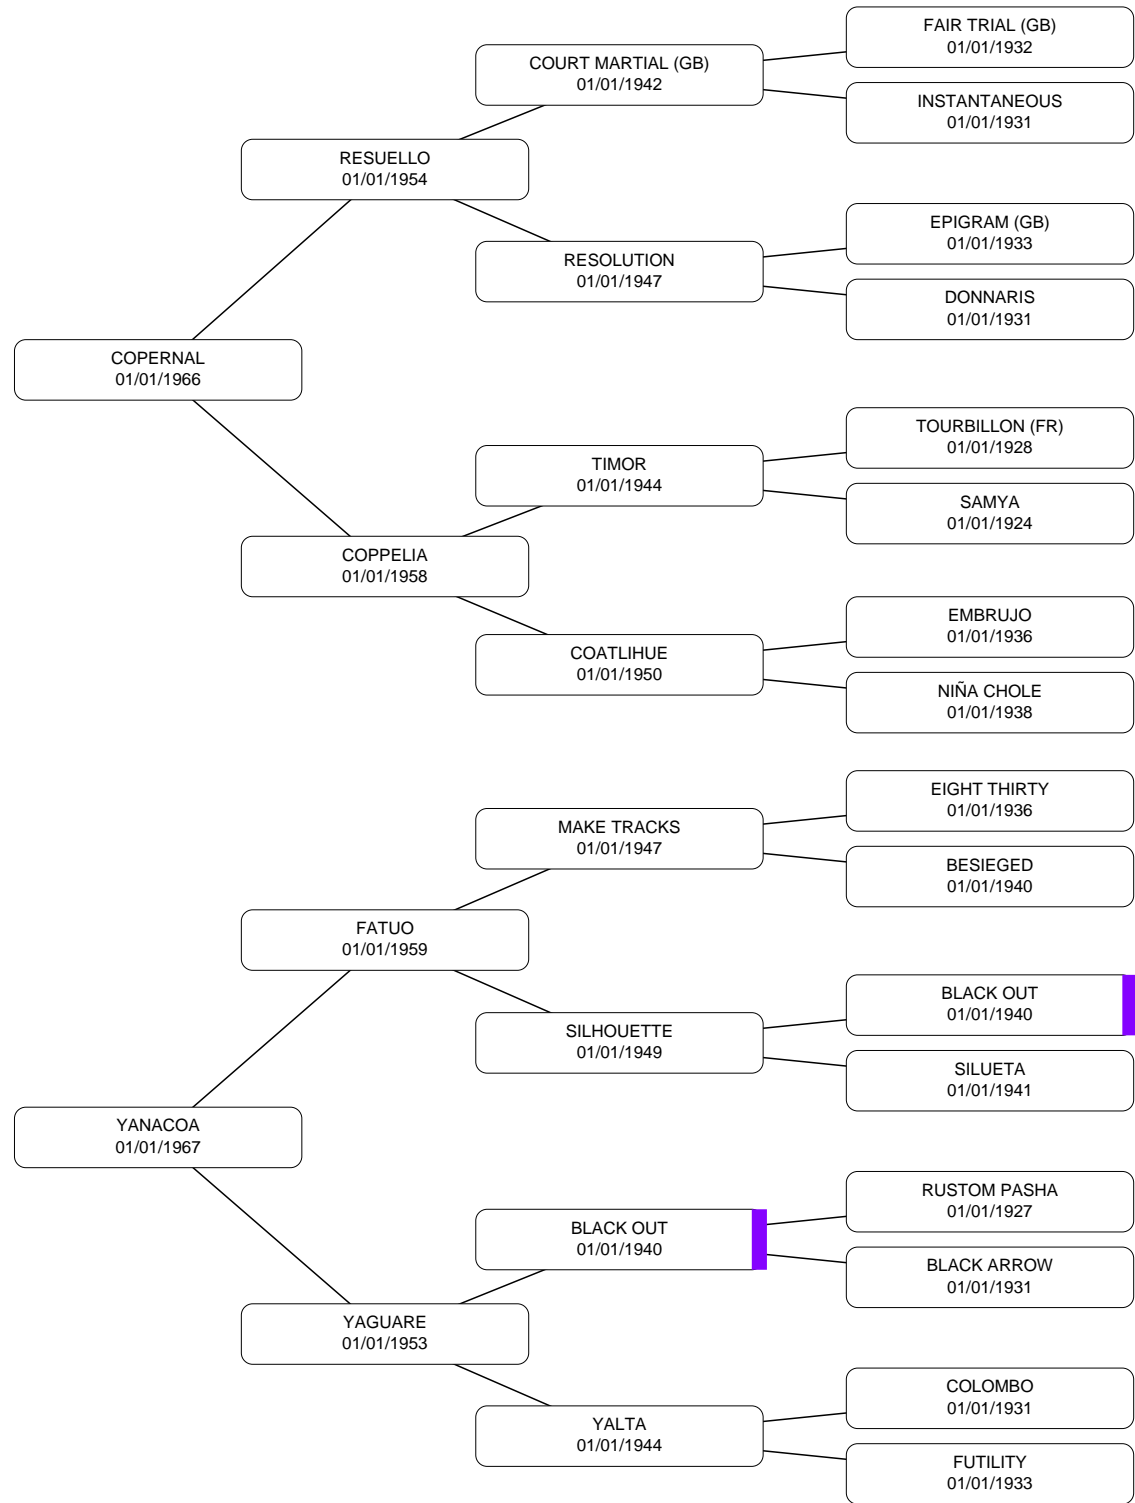 FAIR TRIAL (GB)
01/01/1932
COURT MARTIAL (GB)
01/01/1942
INSTANTANEOUS
01/01/1931
RESUELLO
01/01/1954
EPIGRAM (GB)
01/01/1933
RESOLUTION
01/01/1947
DONNARIS
01/01/1931
COPERNAL
01/01/1966
TOURBILLON (FR)
01/01/1928
TIMOR
01/01/1944
SAMYA
01/01/1924
COPPELIA
01/01/1958
EMBRUJO
01/01/1936
COATLIHUE
01/01/1950
NIÑA CHOLE
01/01/1938
EIGHT THIRTY
01/01/1936
MAKE TRACKS
01/01/1947
BESIEGED
01/01/1940
FATUO
01/01/1959
BLACK OUT
01/01/1940
SILHOUETTE
01/01/1949
SILUETA
01/01/1941
YANACOA
01/01/1967
RUSTOM PASHA
01/01/1927
BLACK OUT
01/01/1940
BLACK ARROW
01/01/1931
YAGUARE
01/01/1953
COLOMBO
01/01/1931
YALTA
01/01/1944
FUTILITY
01/01/1933